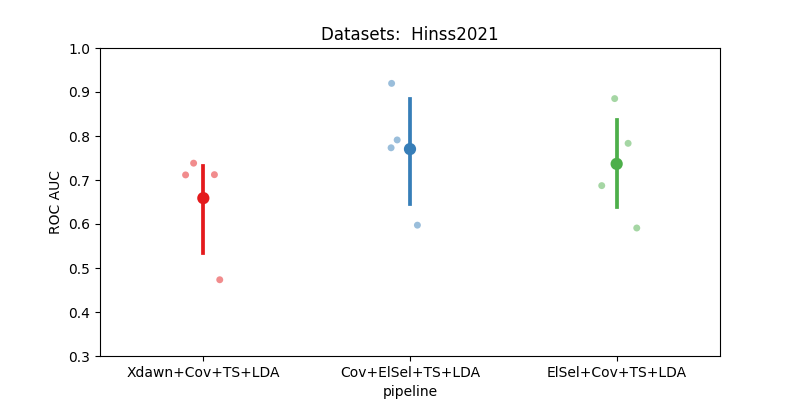 Datasets:  Hinss2021
1.0
0.9
0.8
0.7
0.6
0.5
0.4
0.3
ROC AUC
Xdawn+Cov+TS+LDA
Cov+ElSel+TS+LDA
ElSel+Cov+TS+LDA
pipeline